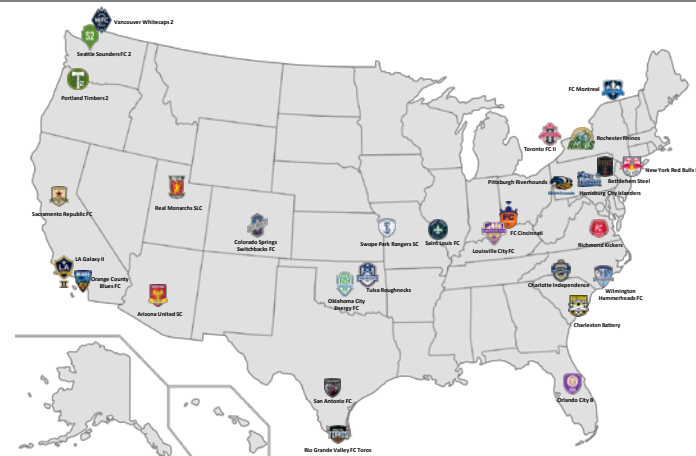 Vancouver Whitecaps 2
Seattle Sounders FC 2
Portland Timbers 2
FC Montreal
Toronto FC II
Rochester Rhinos
New York Red Bulls
Bethlehem Steel
Pittsburgh Riverhounds
Harrisburg City Islanders
Real Monarchs SLC
Sacramento Republic FC
Colorado Springs
Switchbacks FC
Swope Park Rangers SC
Saint Louis FC
FC Cincinnati
Louisville City FC
Richmond Kickers
LA Galaxy II
Orange County
Blues FC
Arizona United SC
Oklahoma City
Energy FC
Tulsa Roughnecks
Charlotte Independence
Wilmington
Hammerheads FC
Charleston Battery
San Antonio FC
Orlando City B
Rio Grande Valley FC Toros
S2
LA
II
FC
TOROS